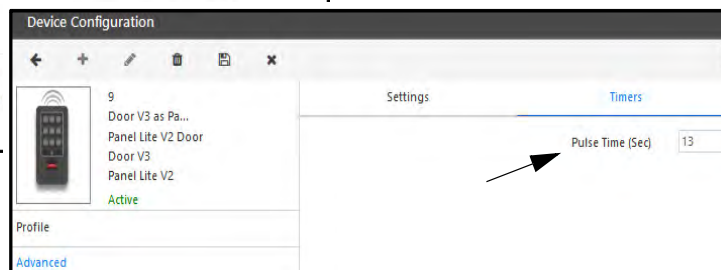 Device Configuration
9
Door V3 as Pa...
Panel Lite V2 Door
Door V3
Panel Lite V2
Active
Profile
Advanced
Settings Timers
Pulse Time (Sec) 13